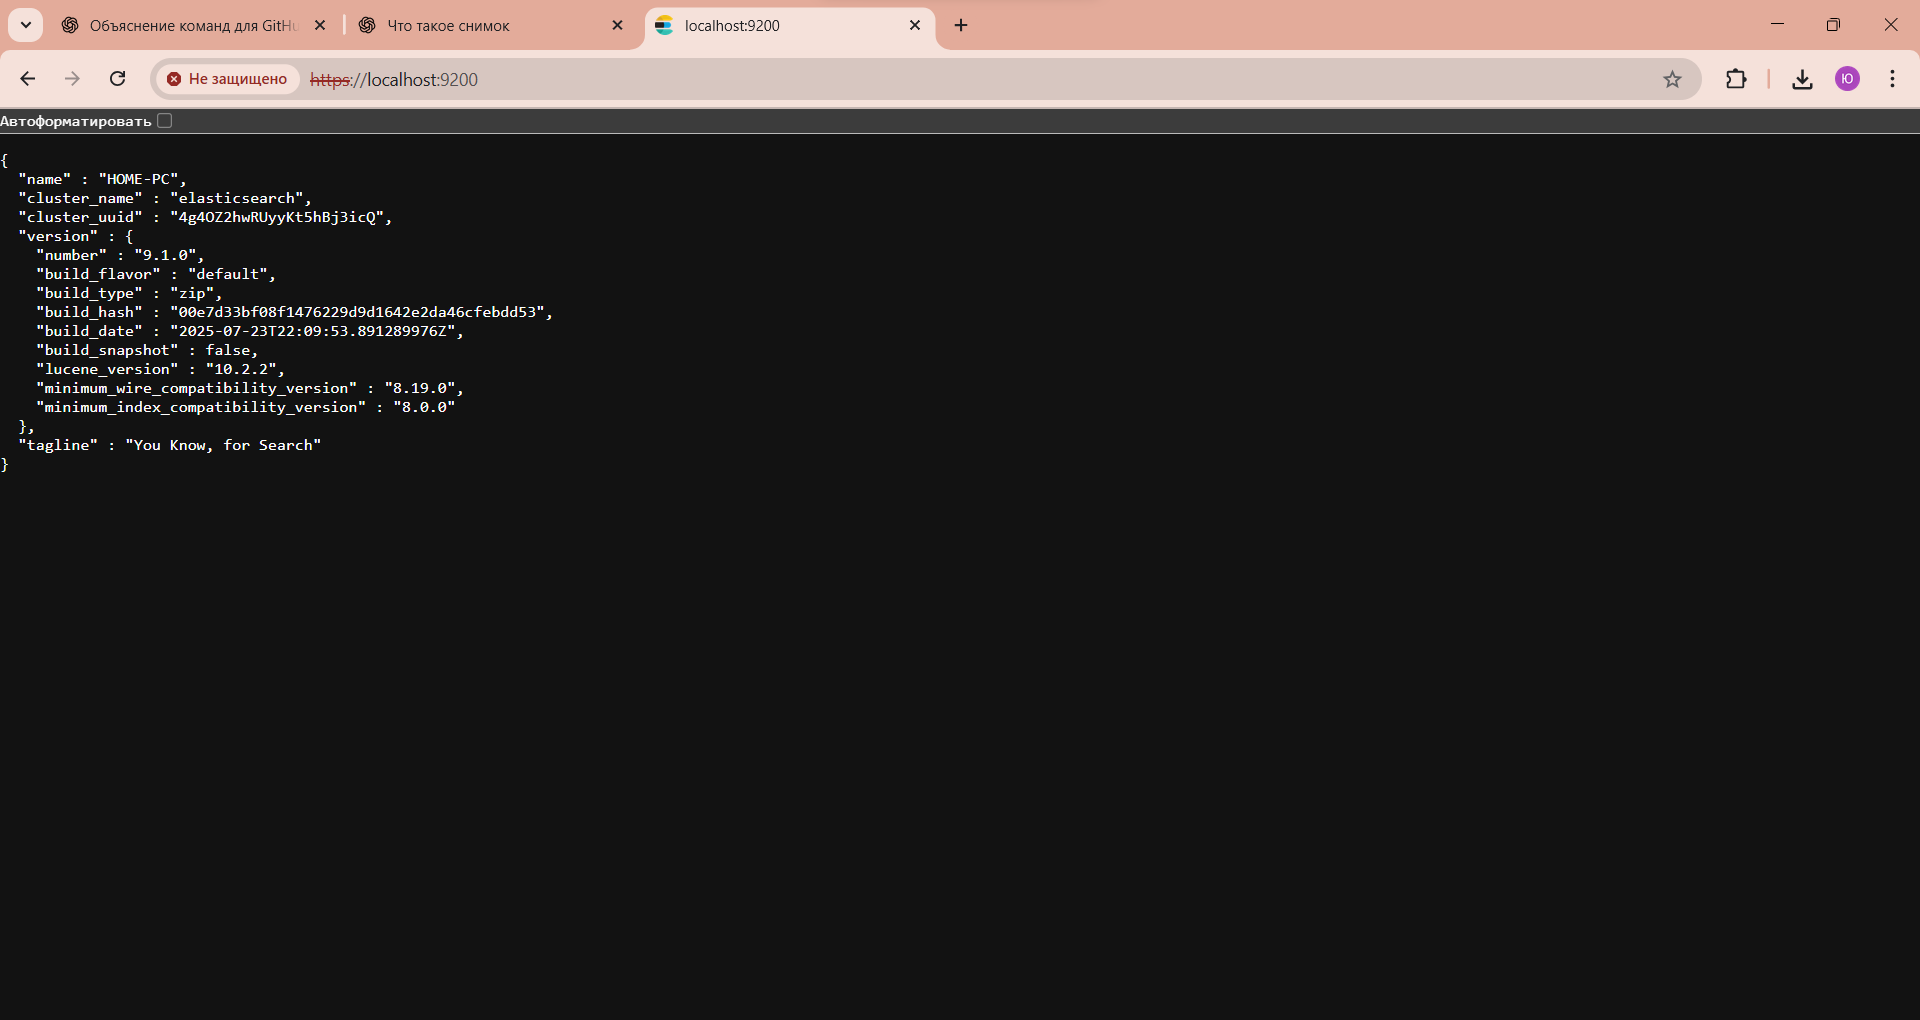 Объяснение команд для GitHu
Что такое снимок
localhost:9200
Не защищено
https://localhost:9200
Ю
Автоформатировать
{
  "name" : "HOME-PC",
  "cluster_name" : "elasticsearch",
  "cluster_uuid" : "4g4OZ2hwRUyyKt5hBj3icQ",
  "version" : {
    "number" : "9.1.0",
    "build_flavor" : "default",
    "build_type" : "zip",
    "build_hash" : "00e7d33bf08f1476229d9d1642e2da46cfebdd53",
    "build_date" : "2025-07-23T22:09:53.891289976Z",
    "build_snapshot" : false,
    "lucene_version" : "10.2.2",
    "minimum_wire_compatibility_version" : "8.19.0",
    "minimum_index_compatibility_version" : "8.0.0"
  },
  "tagline" : "You Know, for Search"
}